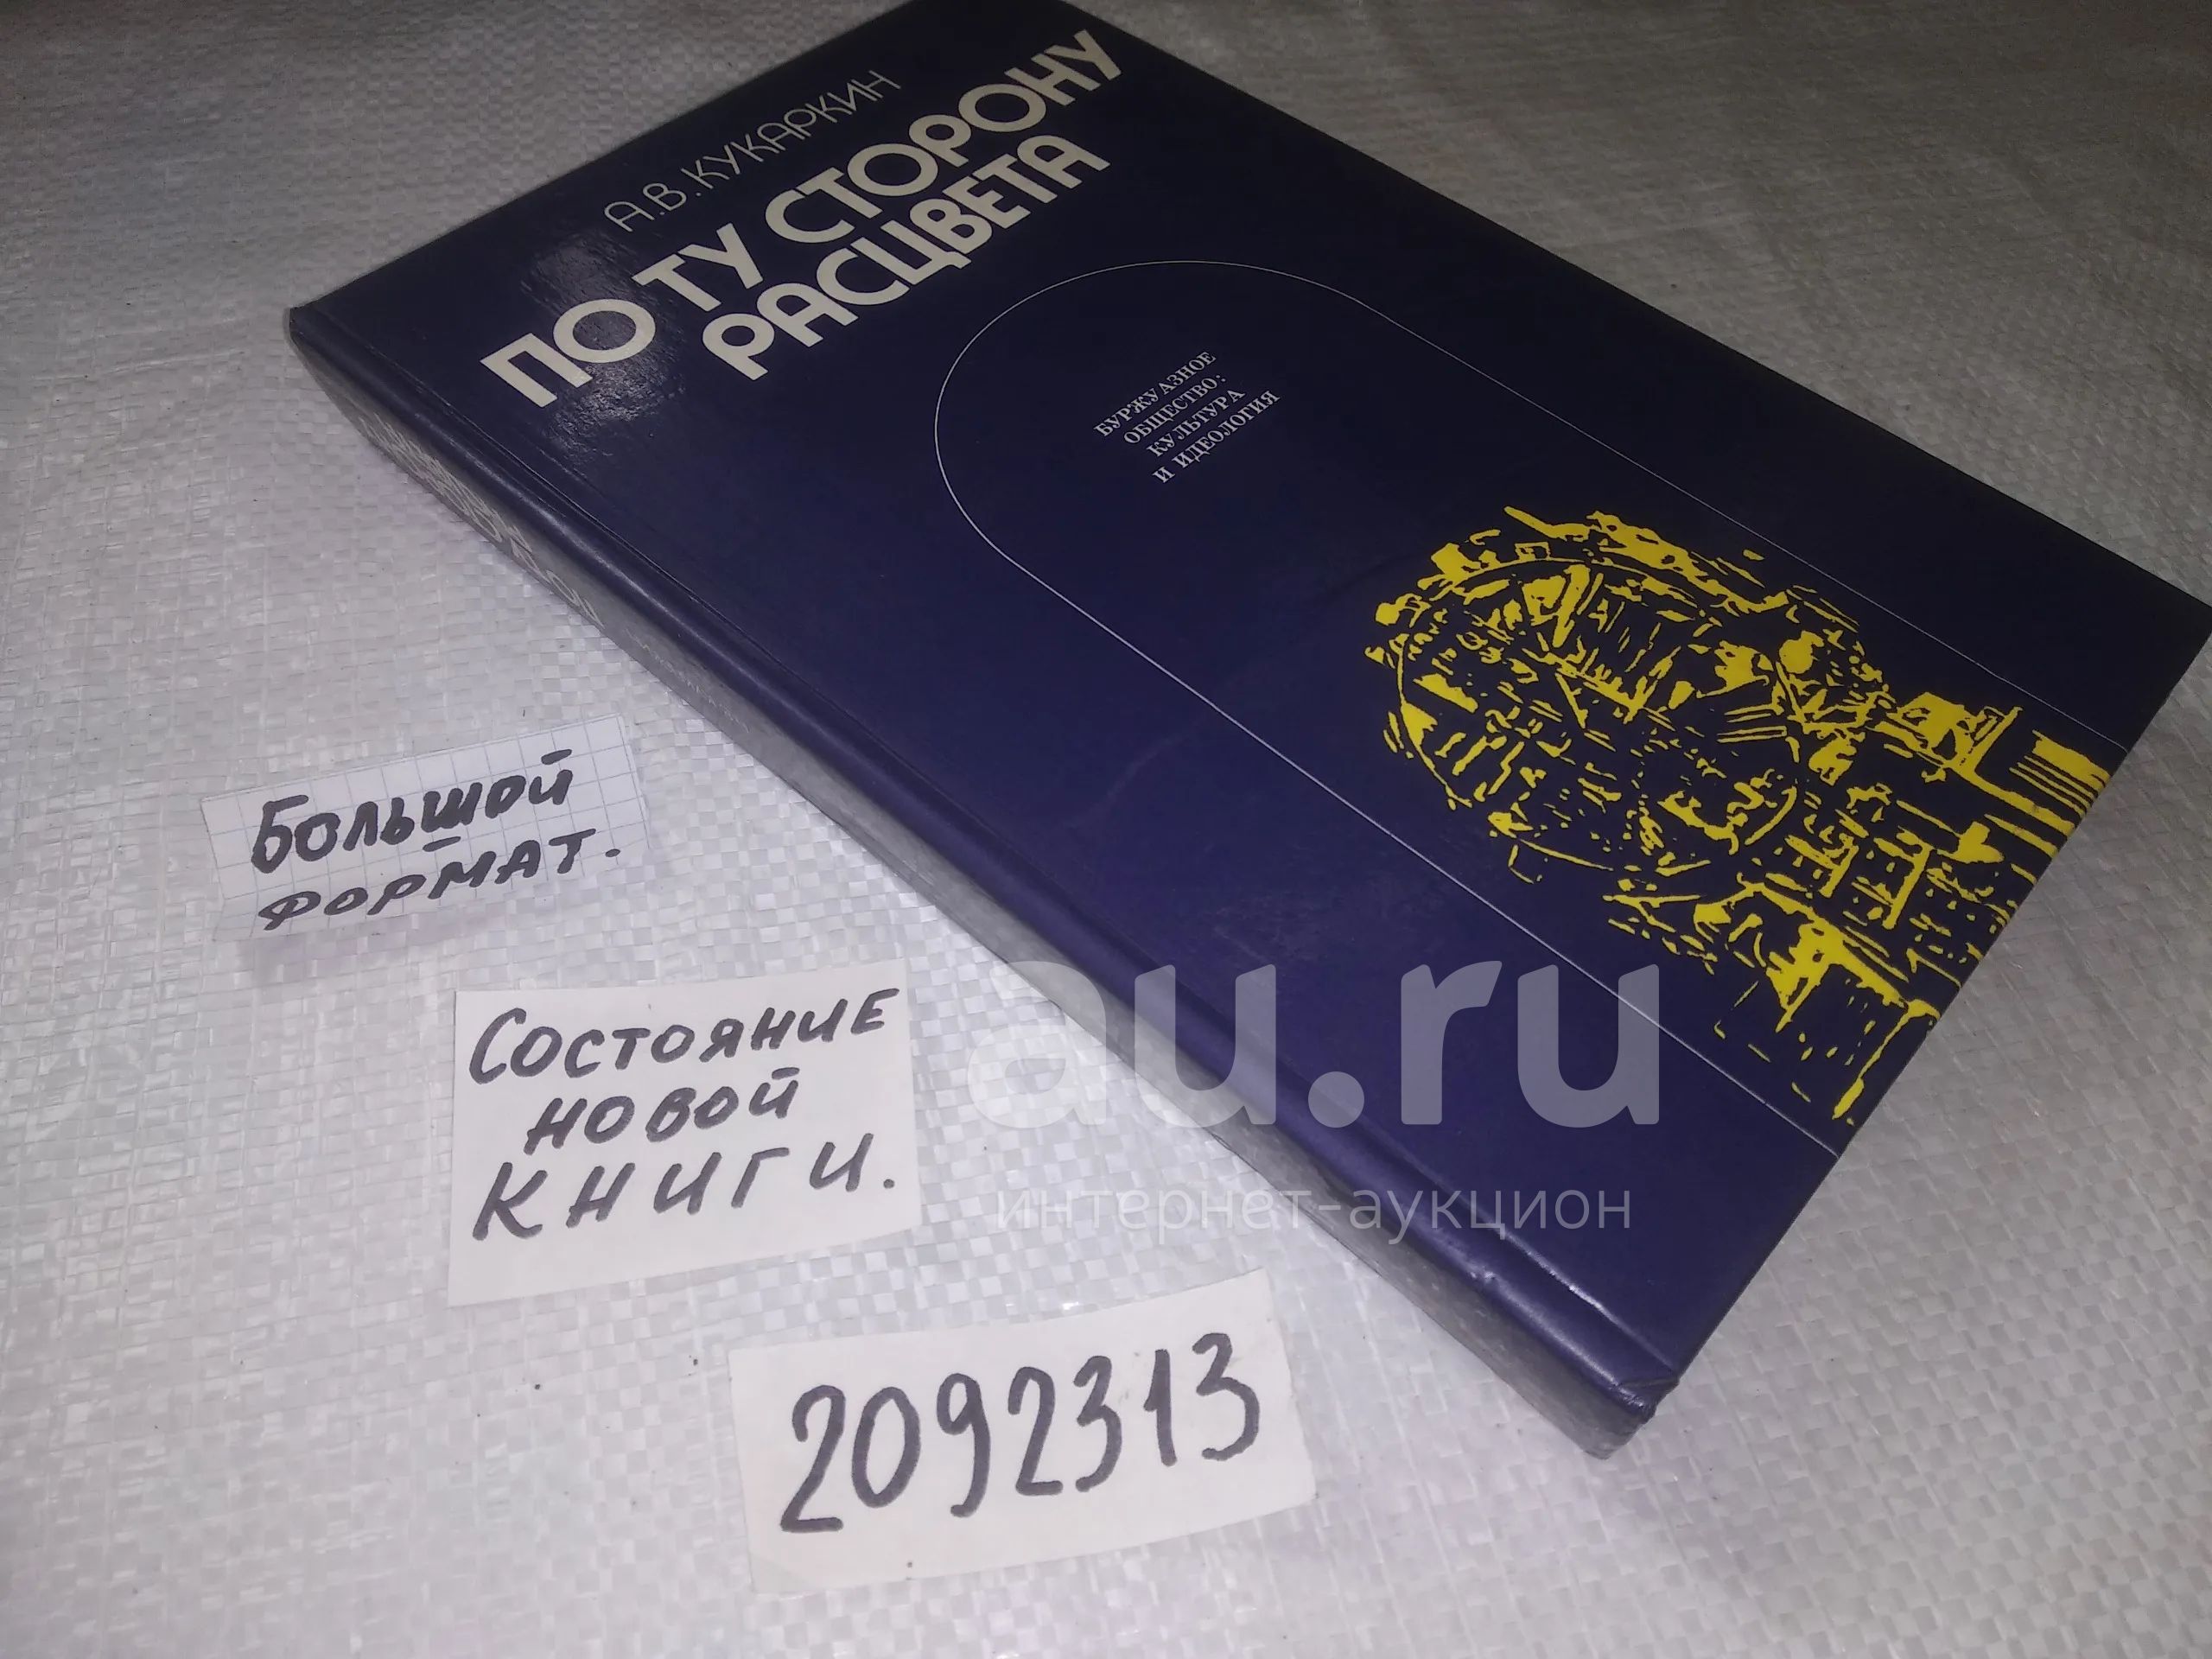 А.В.КУКАРКИН
ПО ТУ СТОРОНУ
РАСЦВЕТА
БУРЖУАЗНОЕ
ОБЩЕСТВО:
КУЛЬТУРА
И ИДЕОЛОГИЯ
Большой
формат.
Состояние
новой
книги.
2092313
au.ru
интернет-аукцион